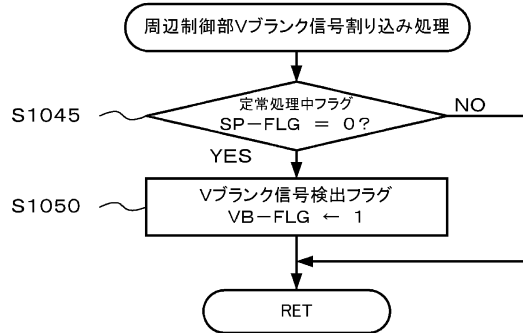 周辺制御部Vブランク信号割り込み処理
S1045
定常処理中フラグ
SP-FLG = 0?
NO
YES
S1050
Vブランク信号検出フラグ
VB-FLG ← 1
RET